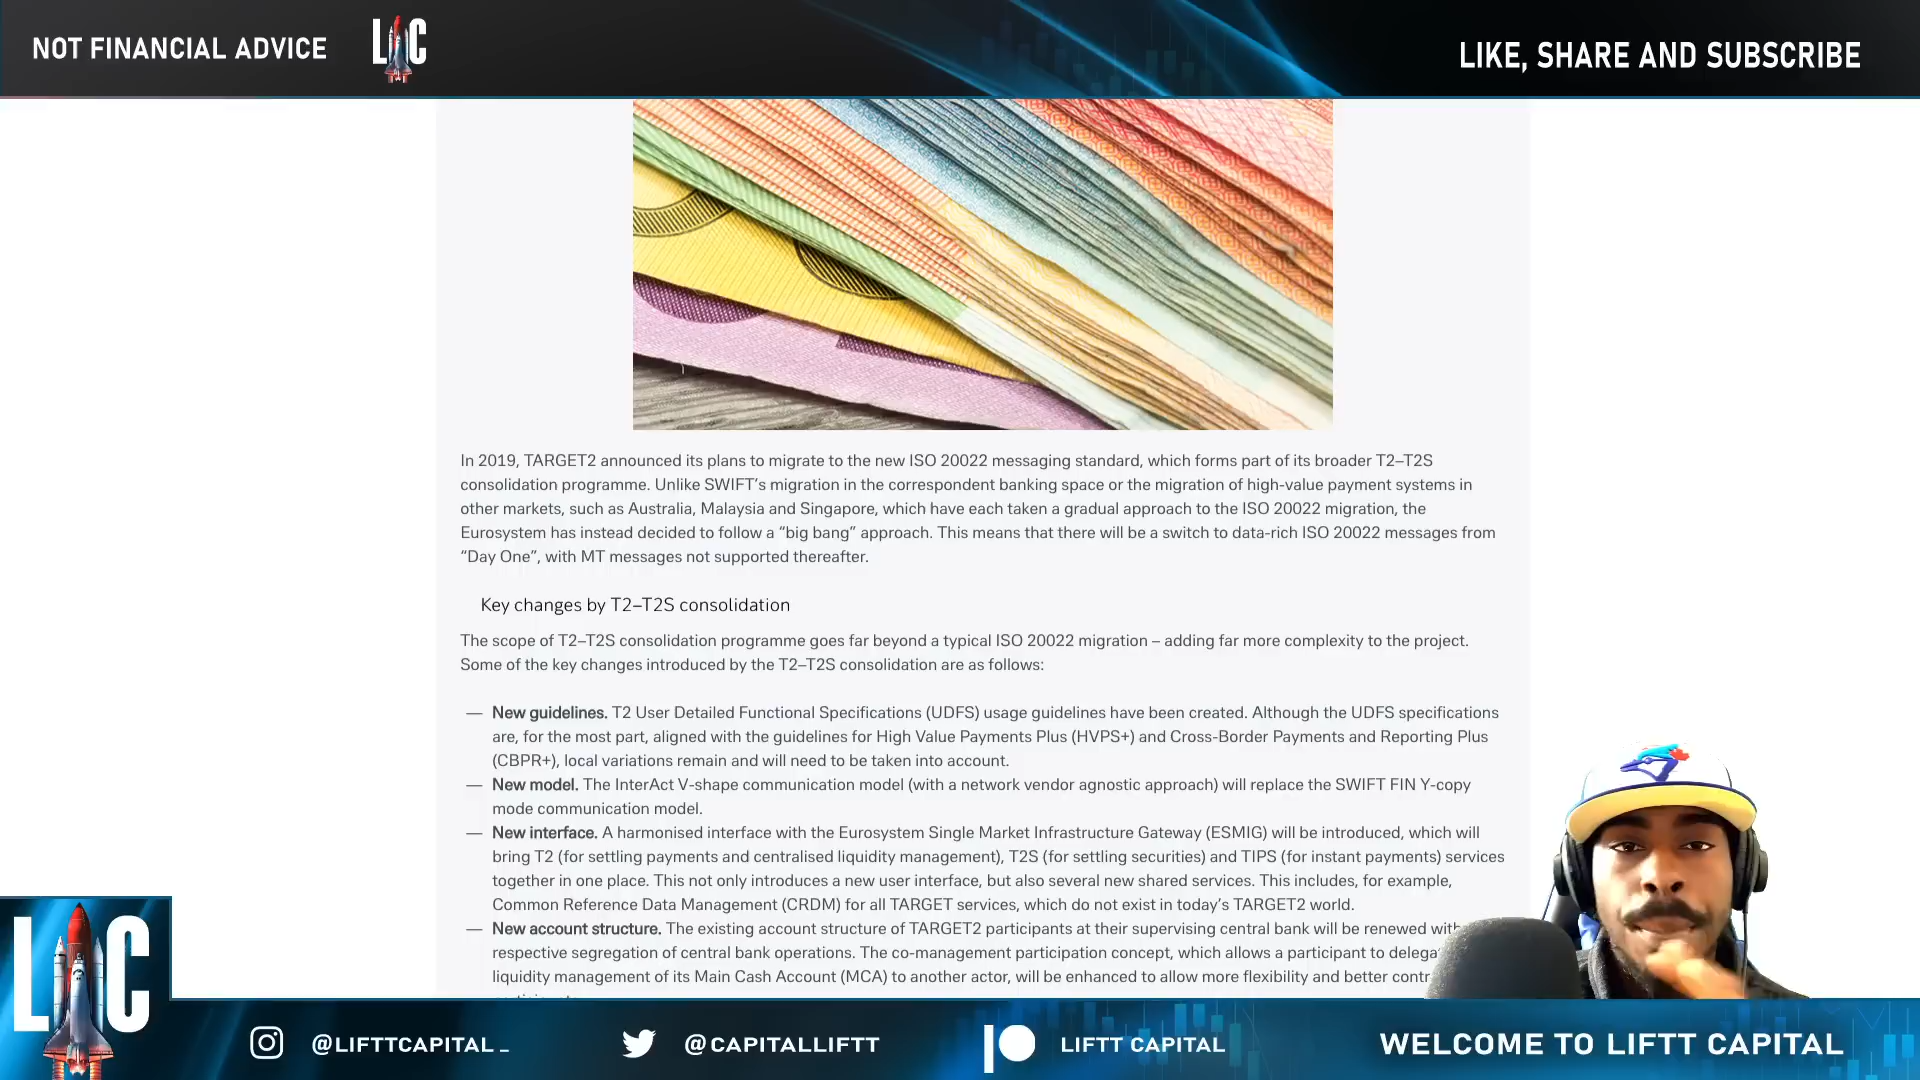 NOT FINANCIAL ADVICE
LC
LIKE, SHARE AND SUBSCRIBE
In 2019, TARGET2 announced its plans to migrate to the new ISO 20022 messaging standard, which forms part of its broader T2–T2S
consolidation programme. Unlike SWIFT’s migration in the correspondent banking space or the migration of high-value payment systems in
other markets, such as Australia, Malaysia and Singapore, which have each taken a gradual approach to the ISO 20022 migration, the
Eurosystem has instead decided to follow a “big bang” approach. This means that there will be a switch to data-rich ISO 20022 messages from
“Day One”, with MT messages not supported thereafter.
Key changes by T2–T2S consolidation
The scope of T2–T2S consolidation programme goes far beyond a typical ISO 20022 migration – adding far more complexity to the project.
Some of the key changes introduced by the T2–T2S consolidation are as follows:
— New guidelines. T2 User Detailed Functional Specifications (UDFS) usage guidelines have been created. Although the UDFS specifications
are, for the most part, aligned with the guidelines for High Value Payments Plus (HVPS+) and Cross-Border Payments and Reporting Plus
(CBPR+), local variations remain and will need to be taken into account.
— New model. The InterAct V-shape communication model (with a network vendor agnostic approach) will replace the SWIFT FIN Y-copy
mode communication model.
— New interface. A harmonised interface with the Eurosystem Single Market Infrastructure Gateway (ESMIG) will be introduced, which will
bring T2 (for settling payments and centralised liquidity management), T2S (for settling securities) and TIPS (for instant payments) services
together in one place. This not only introduces a new user interface, but also several new shared services. This includes, for example,
Common Reference Data Management (CRDM) for all TARGET services, which do not exist in today’s TARGET2 world.
— New account structure. The existing account structure of TARGET2 participants at their supervising central bank will be renewed with
respective segregation of central bank operations. The co-management participation concept, which allows a participant to delega
liquidity management of its Main Cash Account (MCA) to another actor, will be enhanced to allow more flexibility and better contr
LC
@LIFTTCAPITAL_
@CAPITALLIFTT
LIFTT CAPITAL
WELCOME TO LIFTT CAPITAL